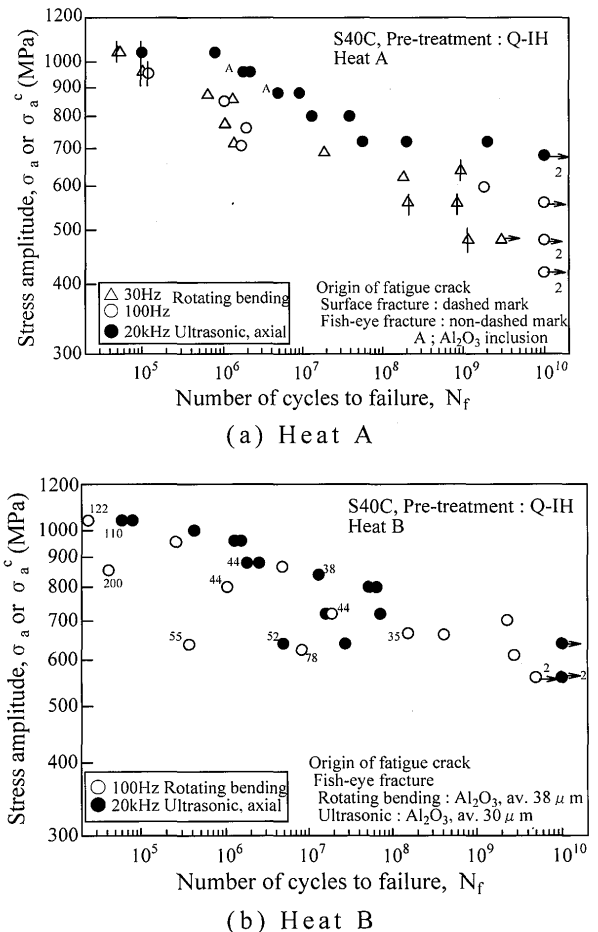 1200
1000
900
800
700
600
500
400
300
Stress amplitude, σa or σa^c (MPa)
S40C, Pre-treatment : Q-IH
Heat A
A
A
2
2
2
△ 30Hz Rotating bending
○ 100Hz
● 20kHz Ultrasonic, axial
Origin of fatigue crack
Surface fracture : dashed mark
Fish-eye fracture : non-dashed mark
A ; Al2O3 inclusion
10^5 10^6 10^7 10^8 10^9 10^10
Number of cycles to failure, Nf
(a) Heat A
1200
1000
900
800
700
600
500
400
300
Stress amplitude, σa or σa^c (MPa)
S40C, Pre-treatment : Q-IH
Heat B
122
110
200
44
44
38
44
55
52
78
35
2
2
○ 100Hz Rotating bending
● 20kHz Ultrasonic, axial
Origin of fatigue crack
Fish-eye fracture
Rotating bending : Al2O3, av. 38 μm
Ultrasonic : Al2O3, av. 30 μm
10^5 10^6 10^7 10^8 10^9 10^10
Number of cycles to failure, Nf
(b) Heat B